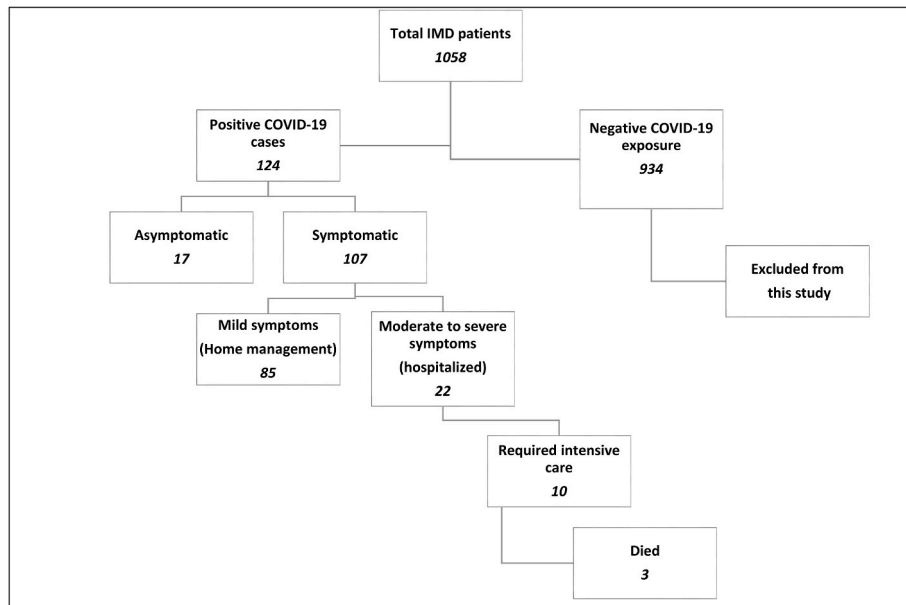 Total IMD patients
1058
Positive COVID-19
cases
124
Negative COVID-19
exposure
934
Asymptomatic
17
Symptomatic
107
Excluded from
this study
Mild symptoms
(Home management)
85
Moderate to severe
symptoms
(hospitalized)
22
Required intensive
care
10
Died
3